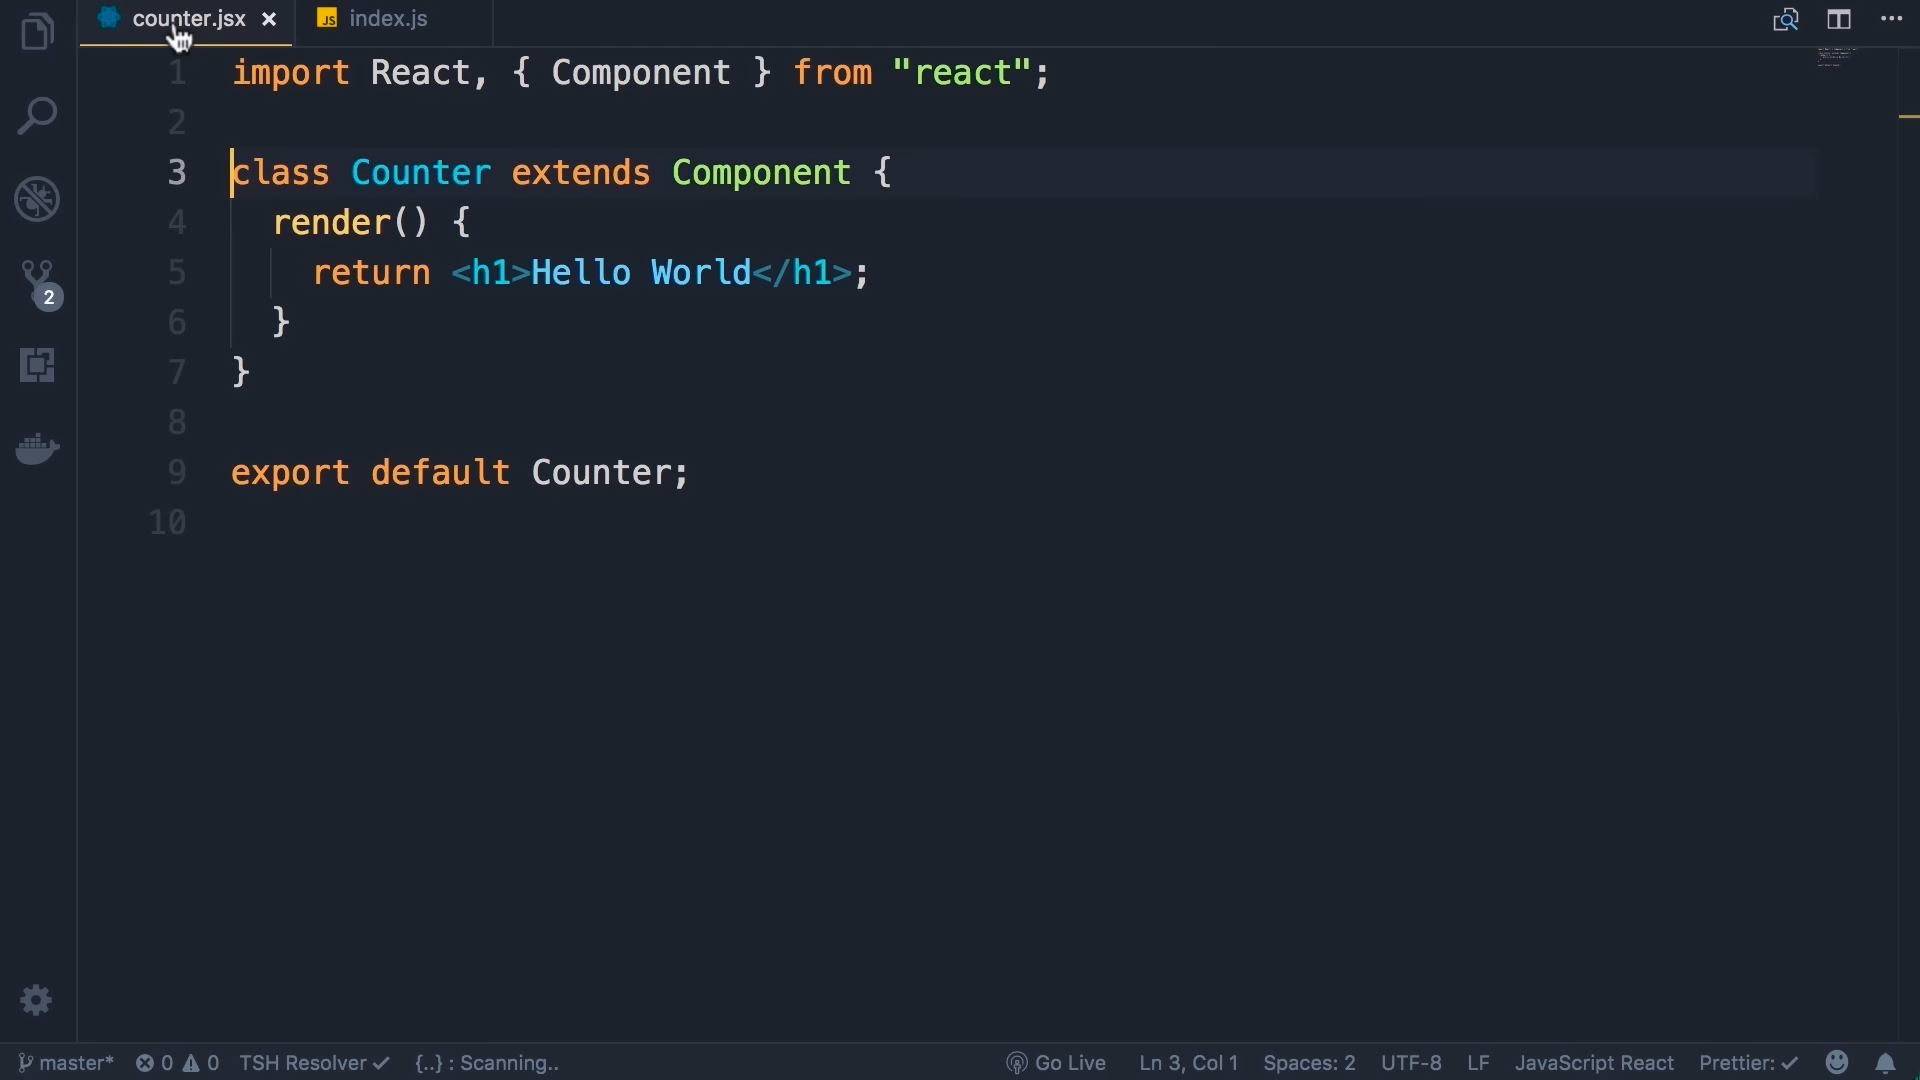 counter.jsx × JS index.js
1 import React, { Component } from "react";
2
3 class Counter extends Component {
4   render() {
5     return <h1>Hello World</h1>;
6   }
7 }
8
9 export default Counter;
10
2
master* 0 0 TSH Resolver ✓ {..} : Scanning.. Go Live Ln 3, Col 1 Spaces: 2 UTF-8 LF JavaScript React Prettier: ✓